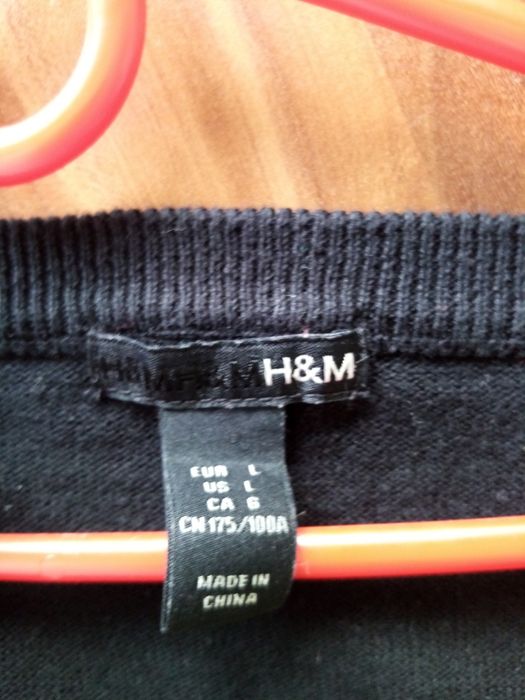 H&M H&M H&M
EUR L
US L
CA G
CN 175/100A
MADE IN
CHINA